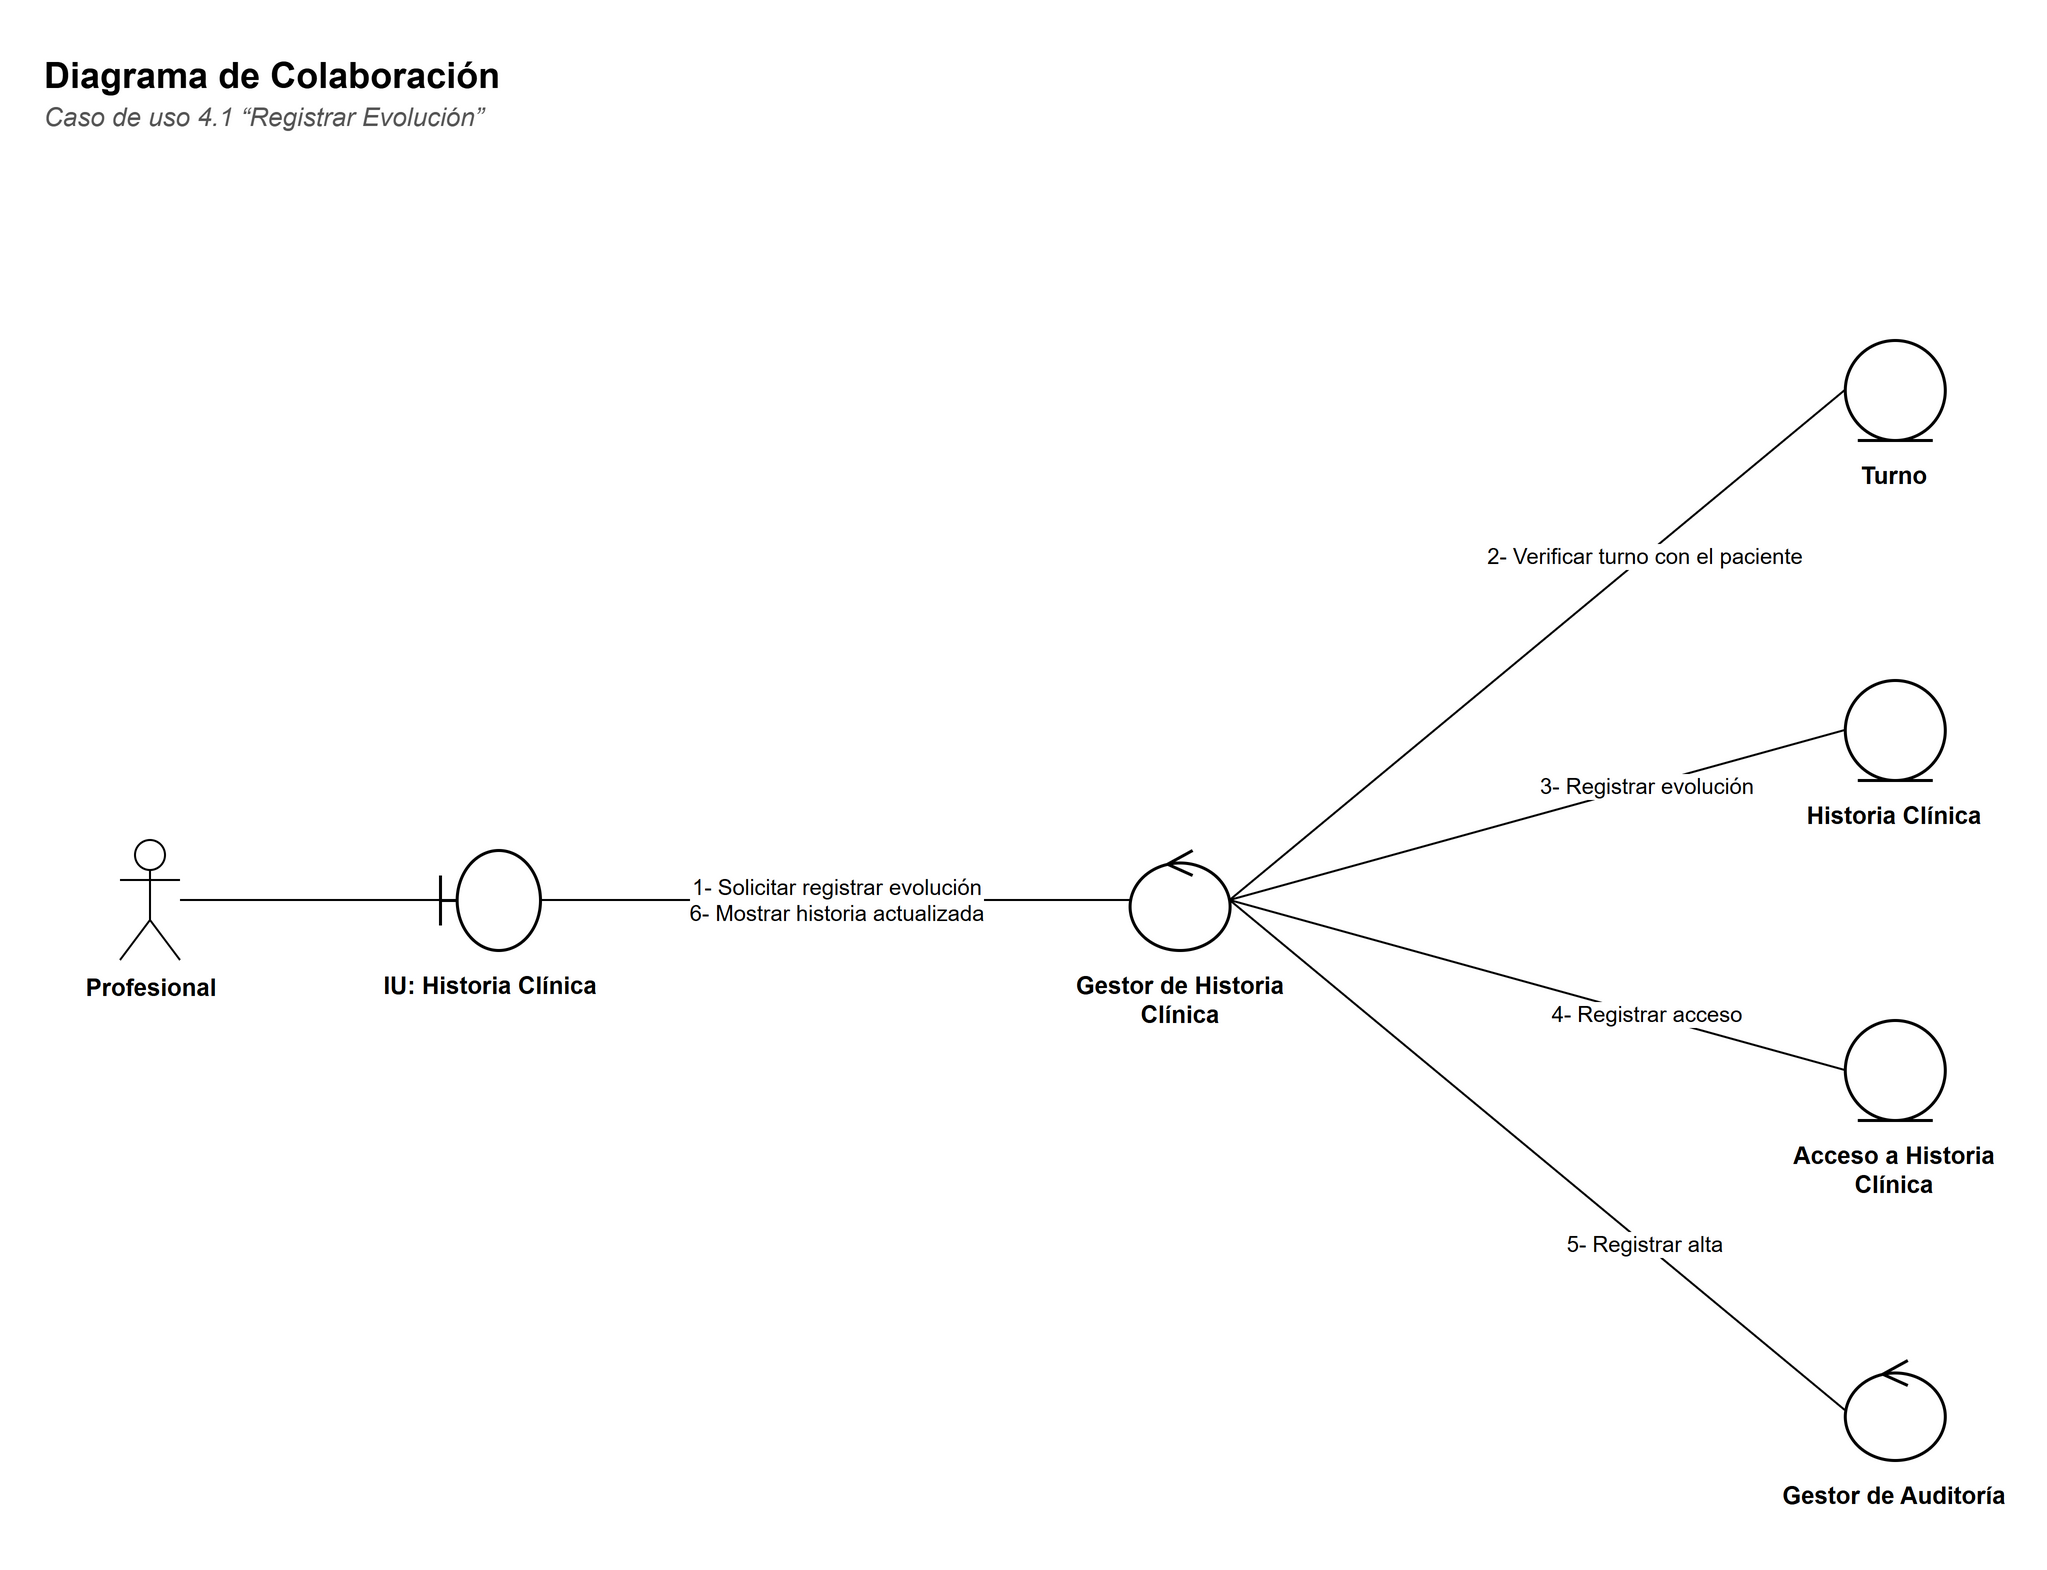 Diagrama de Colaboración
Caso de uso 4.1 “Registrar Evolución”
Turno
2- Verificar turno con el paciente
3- Registrar evolución
Historia Clínica
1- Solicitar registrar evolución
6- Mostrar historia actualizada
Profesional
IU: Historia Clínica
Gestor de Historia
Clínica
4- Registrar acceso
Acceso a Historia
Clínica
5- Registrar alta
Gestor de Auditoría